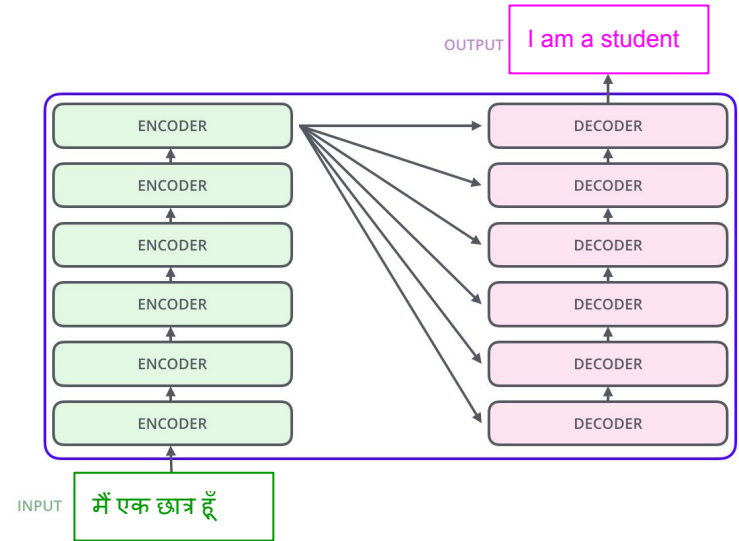 OUTPUT
I am a student
ENCODER
DECODER
ENCODER
DECODER
ENCODER
DECODER
ENCODER
DECODER
ENCODER
DECODER
ENCODER
DECODER
INPUT
मैं एक छात्र हूँ